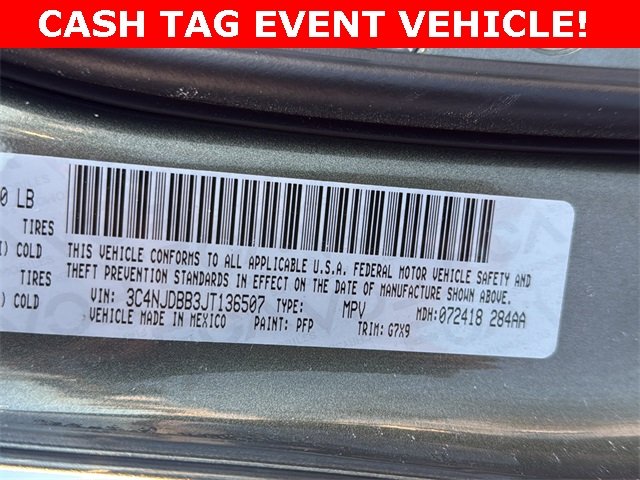 CASH TAG EVENT VEHICLE!
0 LB
TIRES
) COLD
TIRES
) COLD
THIS VEHICLE CONFORMS TO ALL APPLICABLE U.S.A. FEDERAL MOTOR VEHICLE SAFETY AND
THEFT PREVENTION STANDARDS IN EFFECT ON THE DATE OF MANUFACTURE SHOWN ABOVE.
VIN: 3C4NJDBB3JT136507 TYPE: MPV MDH: 072418 284AA
VEHICLE MADE IN MEXICO PAINT: PFP TRIM: G7X9